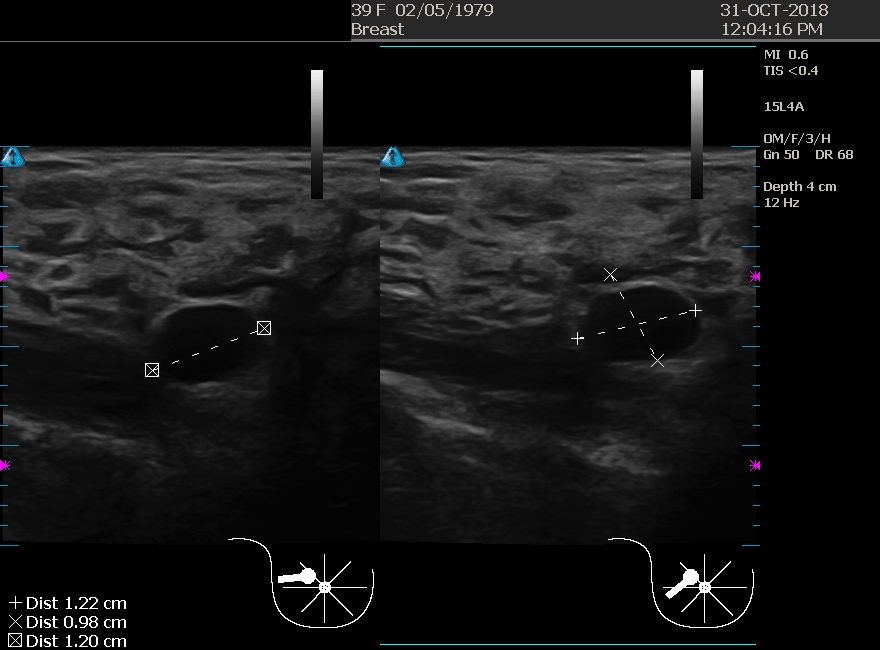 39 F 02/05/1979 31-OCT-2018
Breast 12:04:16 PM
MI 0.6
TIS <0.4
15L4A
OM/F/3/H
Gn 50 DR 68
Depth 4 cm
12 Hz
Dist 1.22 cm
Dist 0.98 cm
Dist 1.20 cm